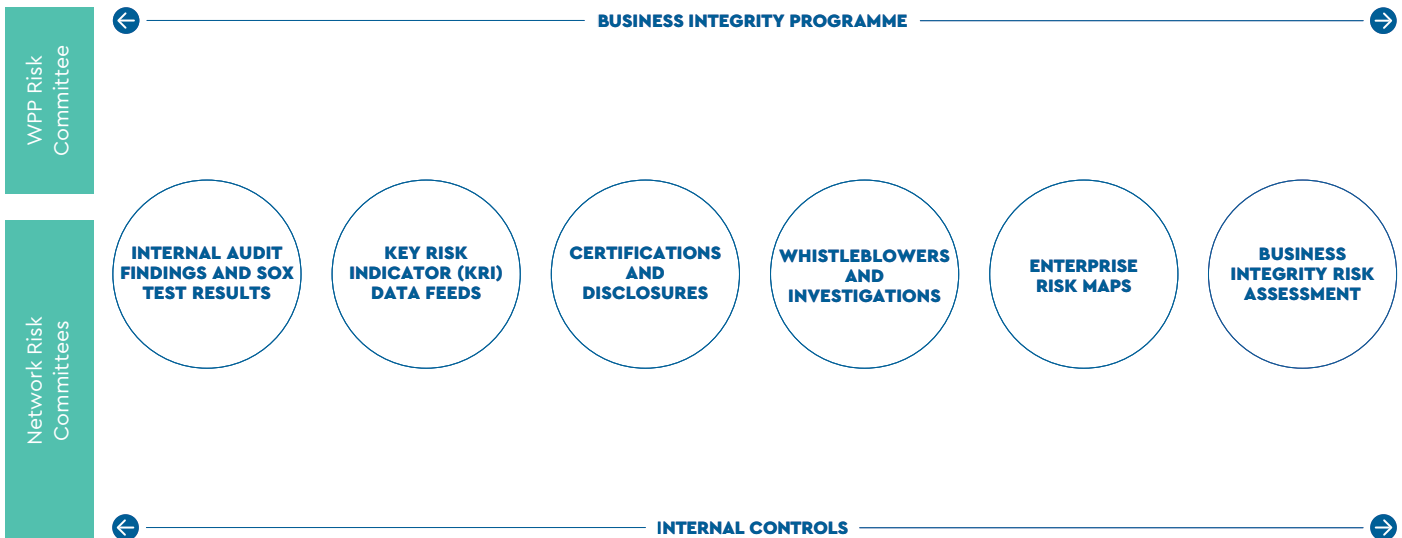 BUSINESS INTEGRITY PROGRAMME
WPP Risk
Committee
Network Risk
Committees
INTERNAL AUDIT
FINDINGS AND SOX
TEST RESULTS
KEY RISK
INDICATOR (KRI)
DATA FEEDS
CERTIFICATIONS
AND
DISCLOSURES
WHISTLEBLOWERS
AND
INVESTIGATIONS
ENTERPRISE
RISK MAPS
BUSINESS
INTEGRITY RISK
ASSESSMENT
INTERNAL CONTROLS